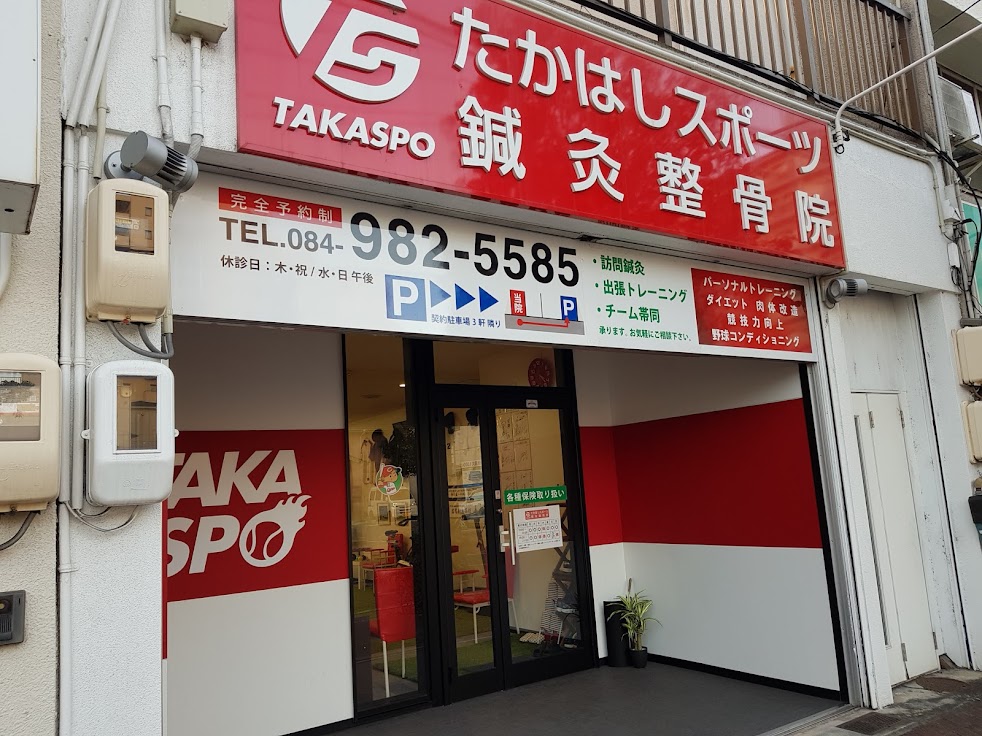 TS
TAKASPO
たかはしスポーツ
鍼灸整骨院
完全予約制
TEL.084-982-5585
休診日：木・祝/水・日午後
P
契約駐車場3軒隣り
当院
P
・訪問鍼灸
・出張トレーニング
・チーム帯同
承ります。お気軽にご相談下さい。
パーソナルトレーニング
ダイエット 肉体改造
競技力向上
野球コンディショニング
TAKA
SPO
各種保険取り扱い